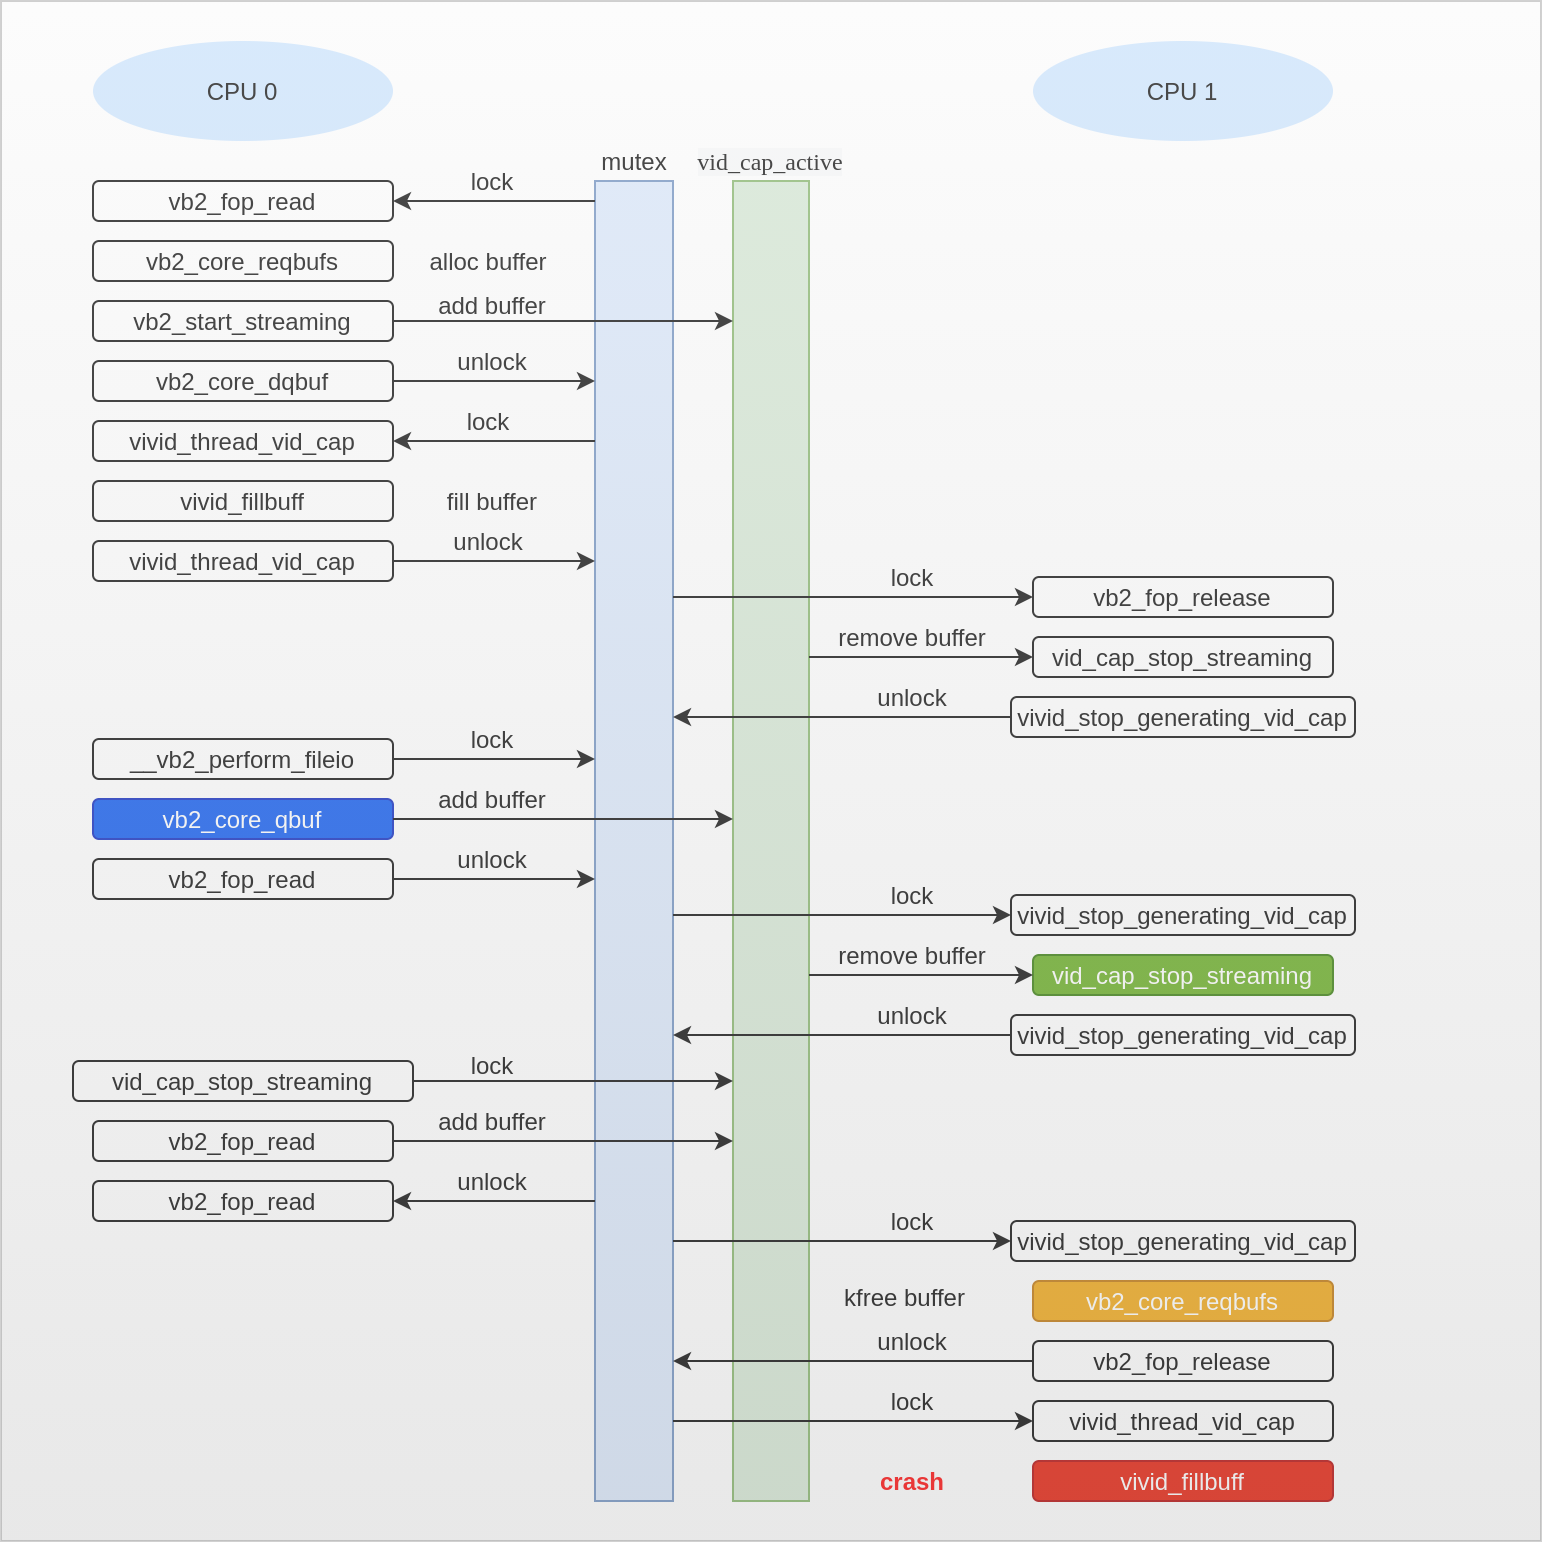 CPU 0
CPU 1
mutex
vid_cap_active
vb2_fop_read
lock
vb2_core_reqbufs
alloc buffer
vb2_start_streaming
add buffer
vb2_core_dqbuf
unlock
vivid_thread_vid_cap
lock
vivid_fillbuff
fill buffer
vivid_thread_vid_cap
unlock
lock
vb2_fop_release
remove buffer
vid_cap_stop_streaming
unlock
vivid_stop_generating_vid_cap
__vb2_perform_fileio
lock
vb2_core_qbuf
add buffer
vb2_fop_read
unlock
lock
vivid_stop_generating_vid_cap
remove buffer
vid_cap_stop_streaming
unlock
vivid_stop_generating_vid_cap
vid_cap_stop_streaming
lock
vb2_fop_read
add buffer
vb2_fop_read
unlock
lock
vivid_stop_generating_vid_cap
kfree buffer
vb2_core_reqbufs
unlock
vb2_fop_release
lock
vivid_thread_vid_cap
crash
vivid_fillbuff